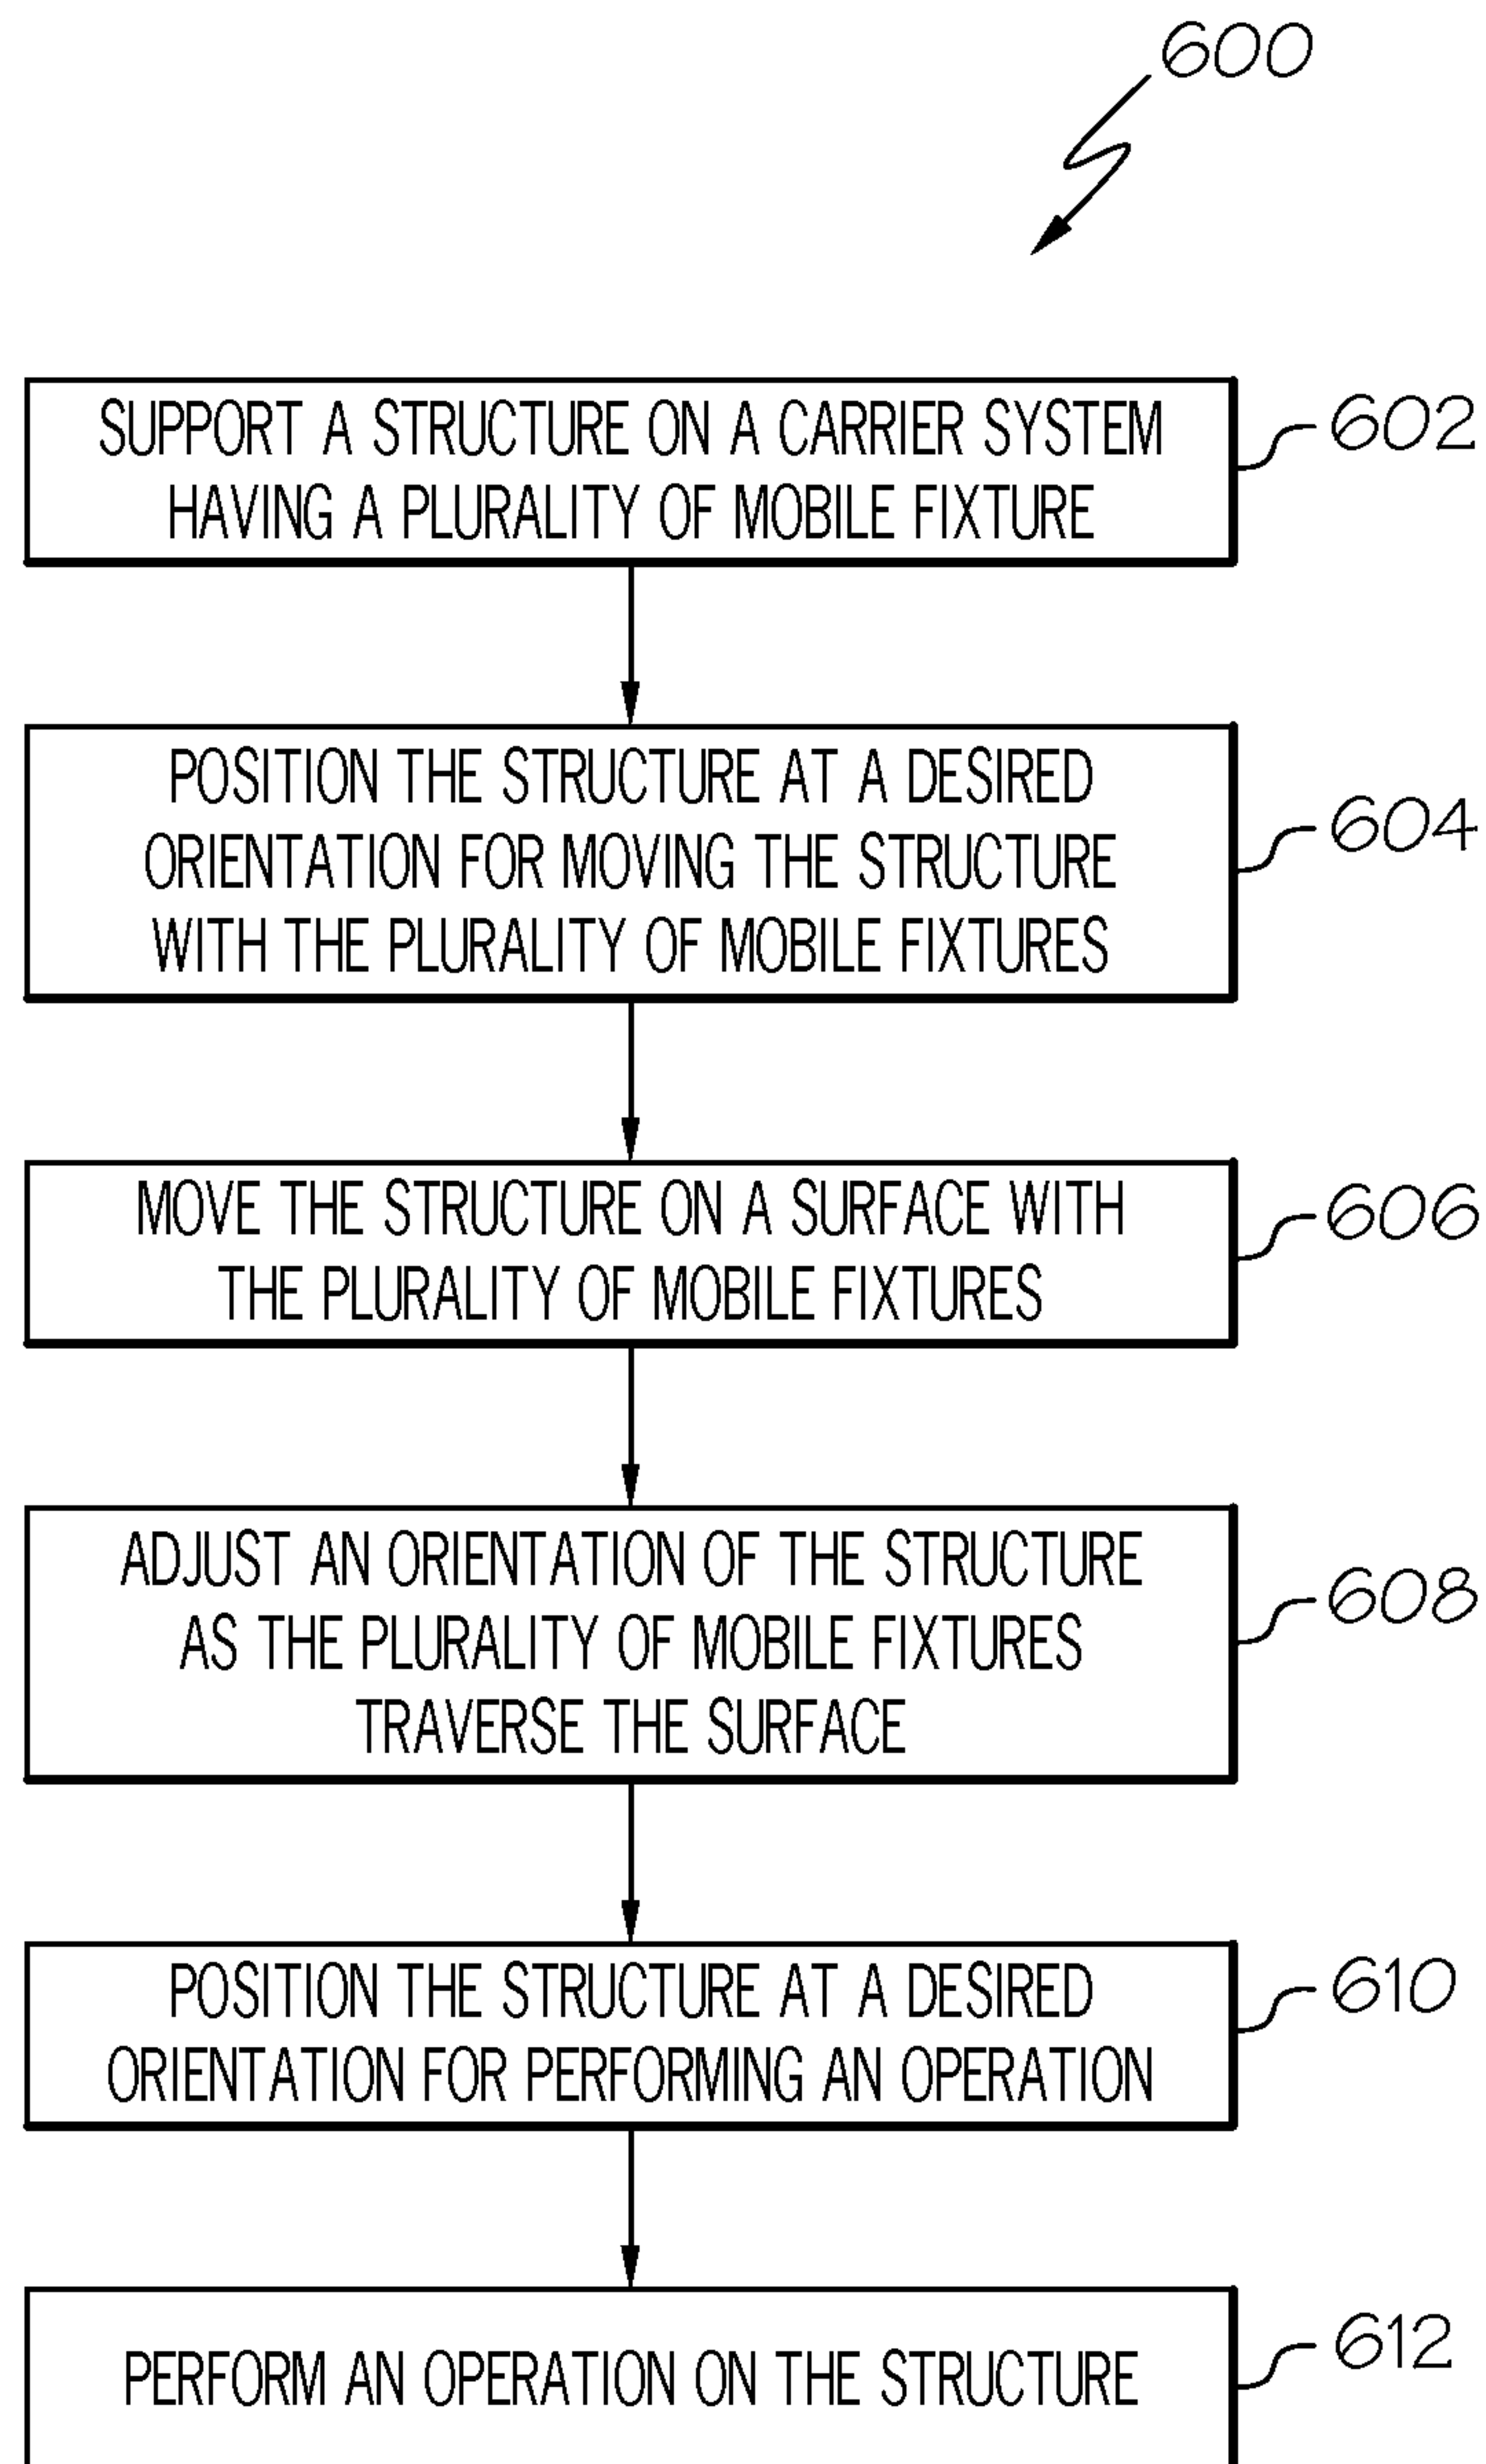 600
SUPPORT A STRUCTURE ON A CARRIER SYSTEM
HAVING A PLURALITY OF MOBILE FIXTURE
602
POSITION THE STRUCTURE AT A DESIRED
ORIENTATION FOR MOVING THE STRUCTURE
WITH THE PLURALITY OF MOBILE FIXTURES
604
MOVE THE STRUCTURE ON A SURFACE WITH
THE PLURALITY OF MOBILE FIXTURES
606
ADJUST AN ORIENTATION OF THE STRUCTURE
AS THE PLURALITY OF MOBILE FIXTURES
TRAVERSE THE SURFACE
608
POSITION THE STRUCTURE AT A DESIRED
ORIENTATION FOR PERFORMING AN OPERATION
610
PERFORM AN OPERATION ON THE STRUCTURE
612